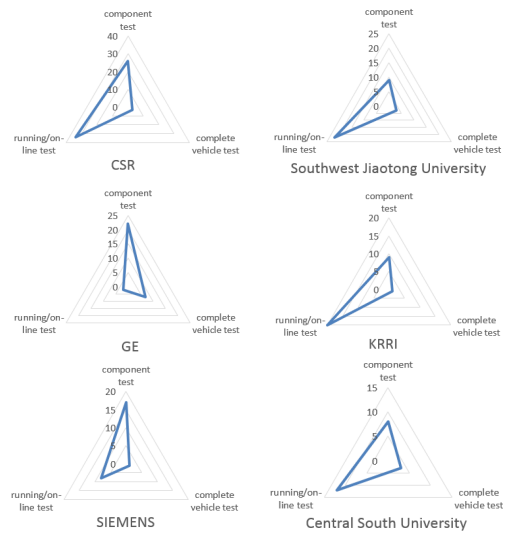 component
test
40
30
20
10
0
running/on-
line test
complete
vehicle test
CSR
component
test
25
20
15
10
5
0
running/on-
line test
complete
vehicle test
Southwest Jiaotong University
component
test
25
20
15
10
5
0
running/on-
line test
complete
vehicle test
GE
component
test
20
15
10
5
0
running/on-
line test
complete
vehicle test
KRRI
component
test
20
15
10
5
0
running/on-
line test
complete
vehicle test
SIEMENS
component
test
15
10
5
0
running/on-
line test
complete
vehicle test
Central South University